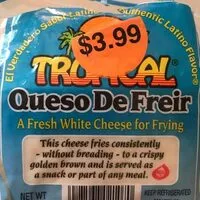 El Verdadero Sabor Latino
Authentic Latino Flavor
$3.99
TROPICAL®
Queso De Freir
A Fresh White Cheese for Frying
This cheese fries consistently
- without breading - to a crispy
golden brown and is served as
a snack or part of any meal.
NET WT
KEEP REFRIGERATED